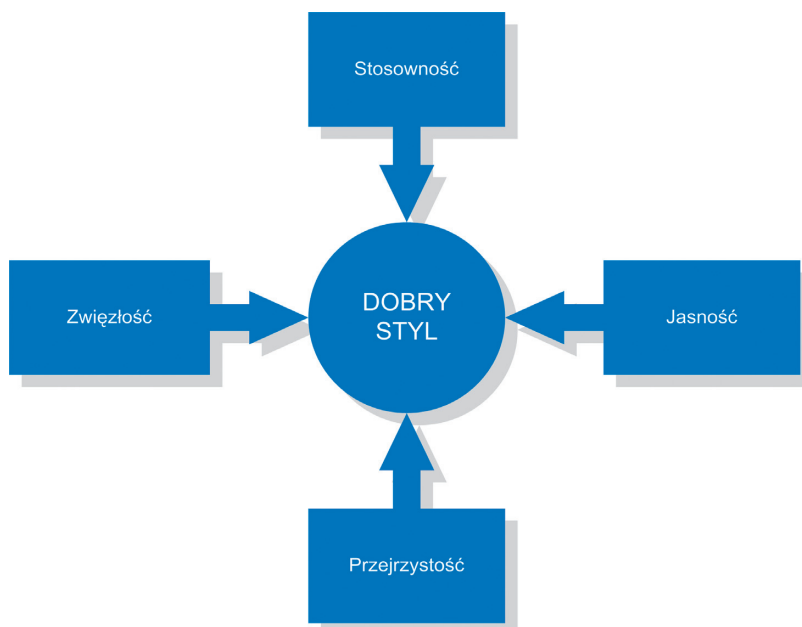 Stosowność
Zwięzłość
DOBRY
STYL
Jasność
Przejrzystość